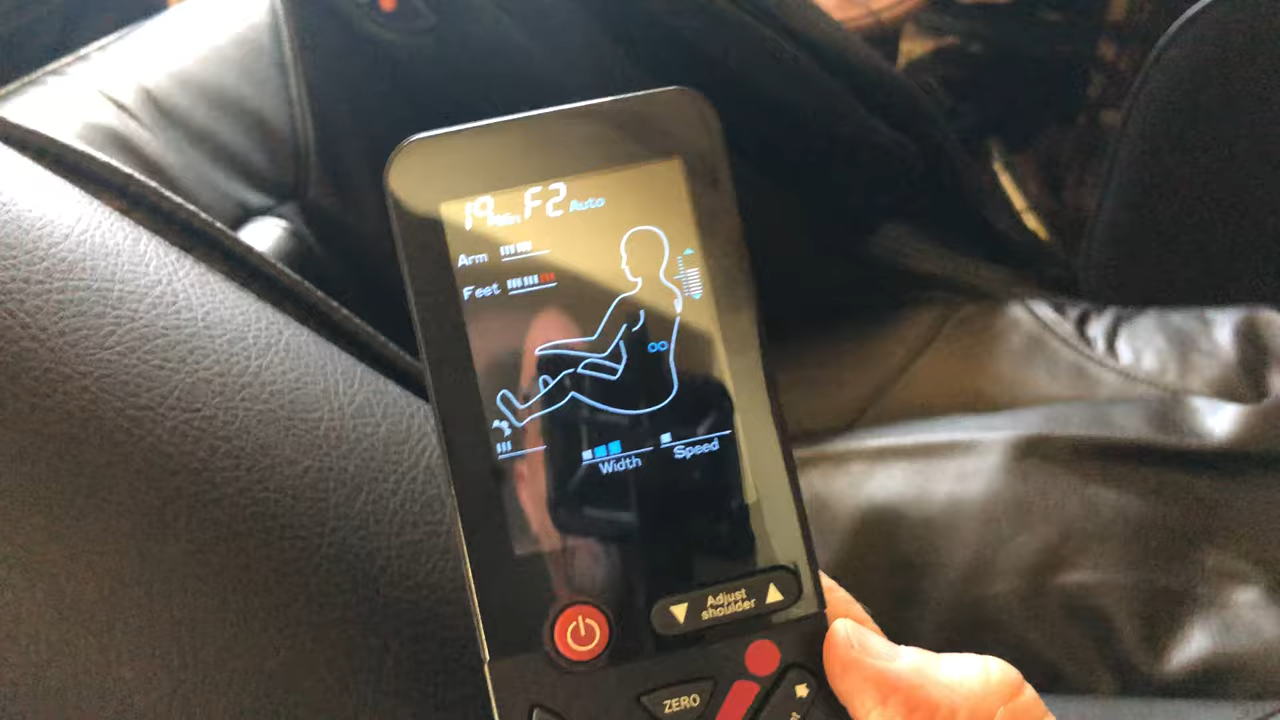 19 Min F2 Auto
Arm
Feet
Width Speed
Adjust
shoulder
ZERO